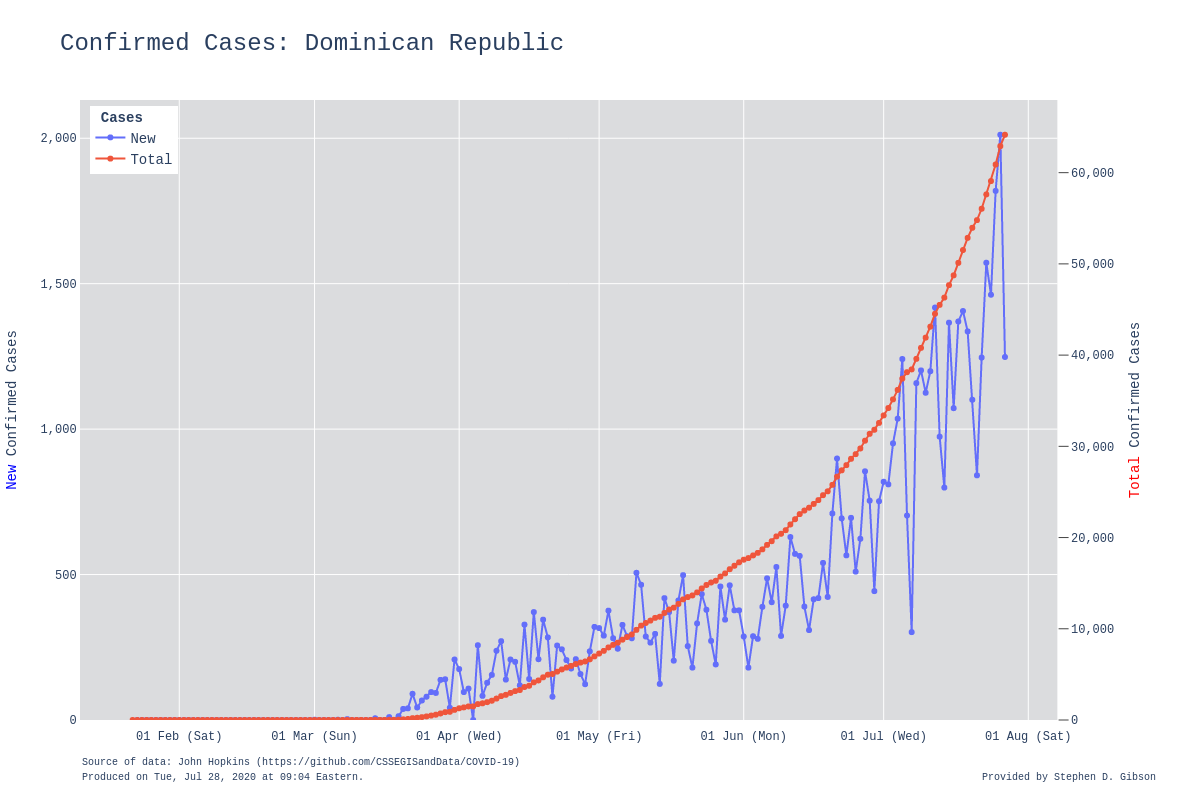 Confirmed Cases: Dominican Republic
Cases
New
Total
2,000
1,500
1,000
500
0
New Confirmed Cases
60,000
50,000
40,000
30,000
20,000
10,000
0
Total Confirmed Cases
01 Feb (Sat)
01 Mar (Sun)
01 Apr (Wed)
01 May (Fri)
01 Jun (Mon)
01 Jul (Wed)
01 Aug (Sat)
Source of data: John Hopkins (https://github.com/CSSEGISandData/COVID-19)
Produced on Tue, Jul 28, 2020 at 09:04 Eastern.
Provided by Stephen D. Gibson